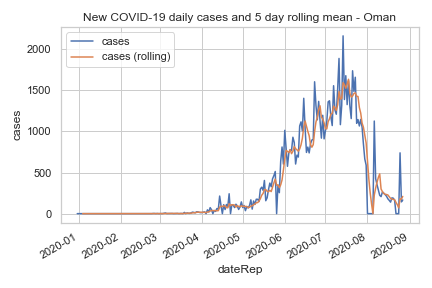 New COVID-19 daily cases and 5 day rolling mean - Oman
cases
cases (rolling)
2000
1500
1000
500
0
cases
2020-01
2020-02
2020-03
2020-04
2020-05
2020-06
2020-07
2020-08
2020-09
dateRep